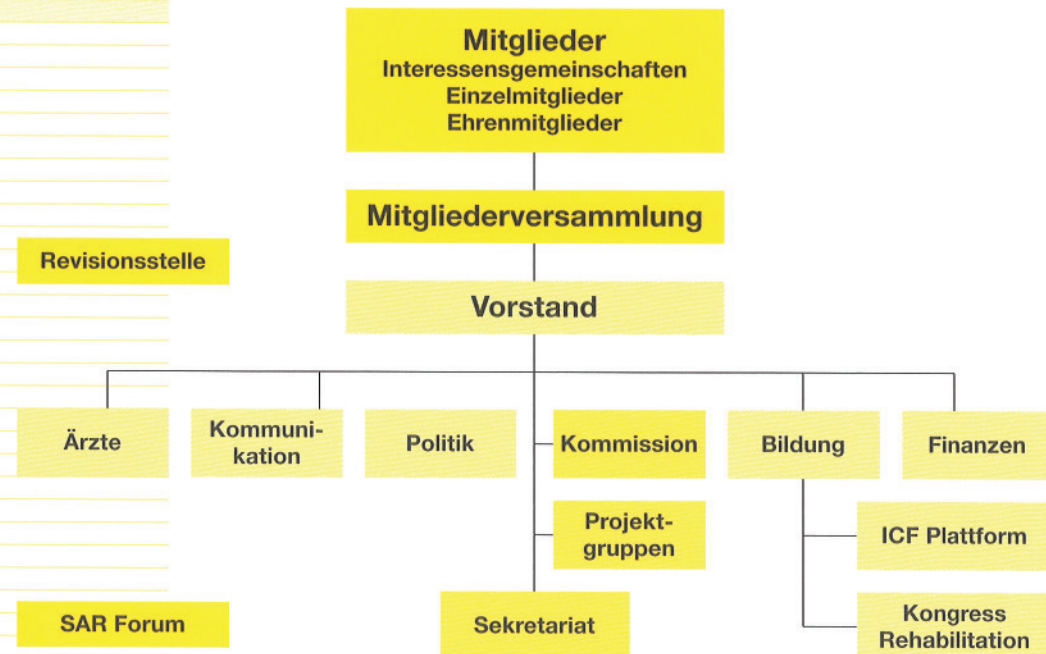 Mitglieder
Interessensgemeinschaften
Einzelmitglieder
Ehrenmitglieder
Mitgliederversammlung
Revisionsstelle
Vorstand
Ärzte
Kommuni-
kation
Politik
Kommission
Bildung
Finanzen
Projekt-
gruppen
ICF Plattform
SAR Forum
Sekretariat
Kongress
Rehabilitation